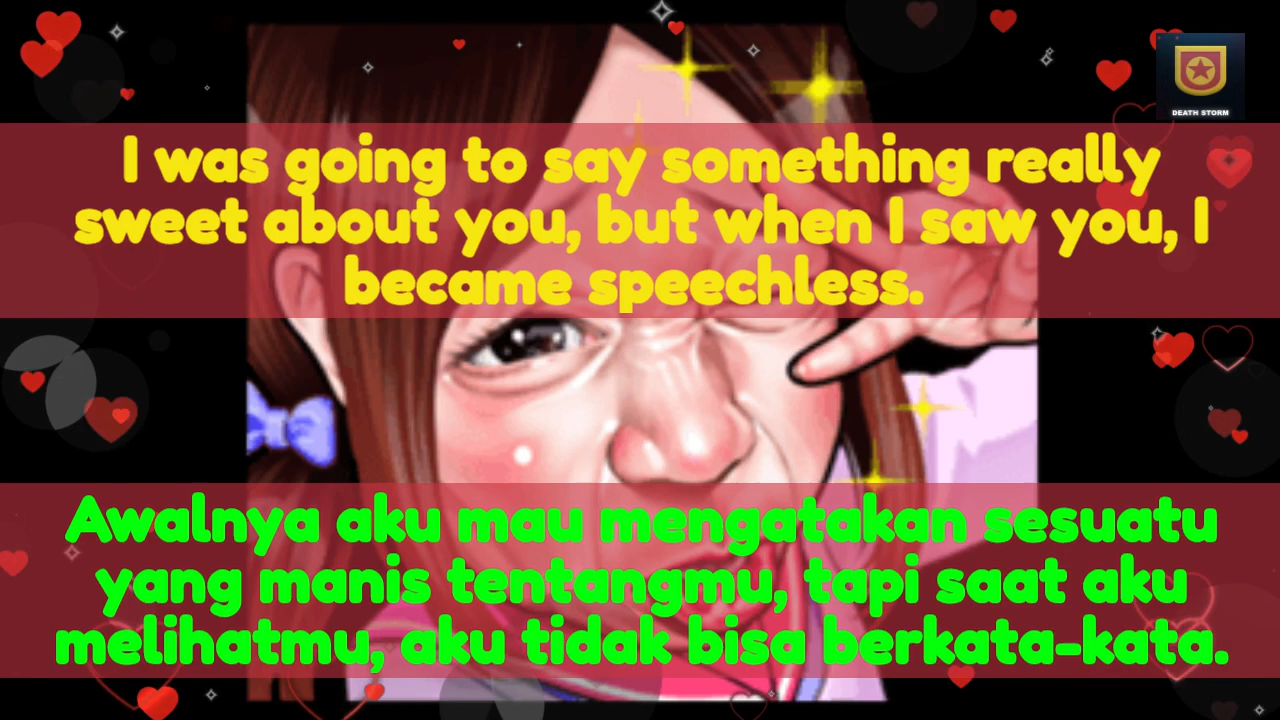 DEATH STORM
I was going to say something really
sweet about you, but when I saw you, I
became speechless.
Awalnya aku mau mengatakan sesuatu
yang manis tentangmu, tapi saat aku
melihatmu, aku tidak bisa berkata-kata.